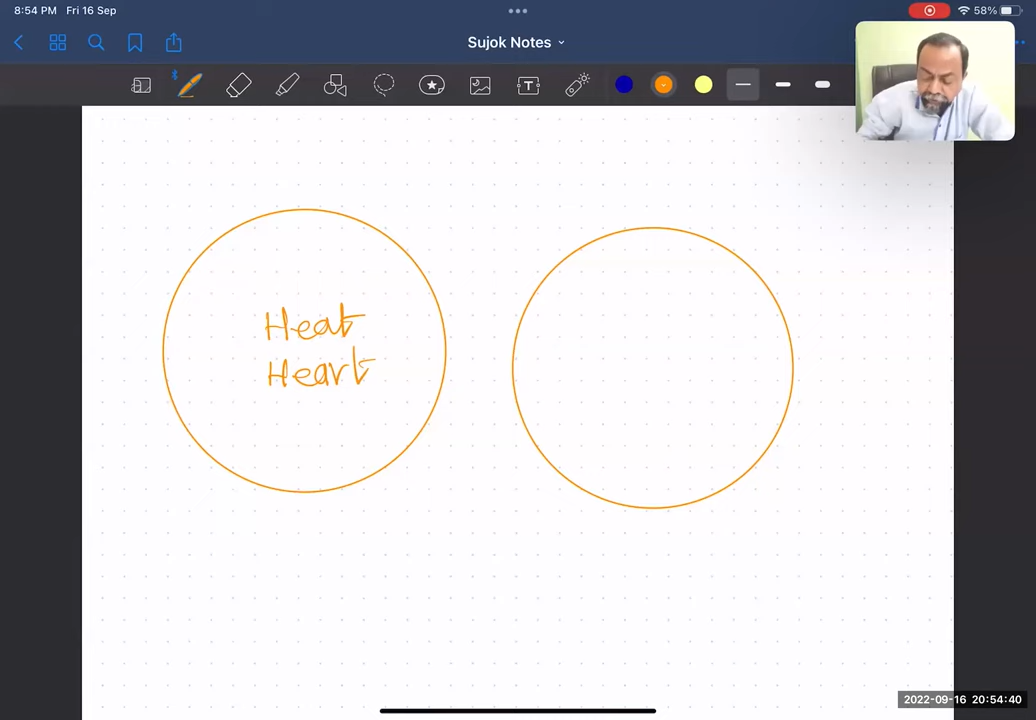 8:54 PM Fri 16 Sep
58%
Sujok Notes
T
Heat
Heart
2022-09-16 20:54:40